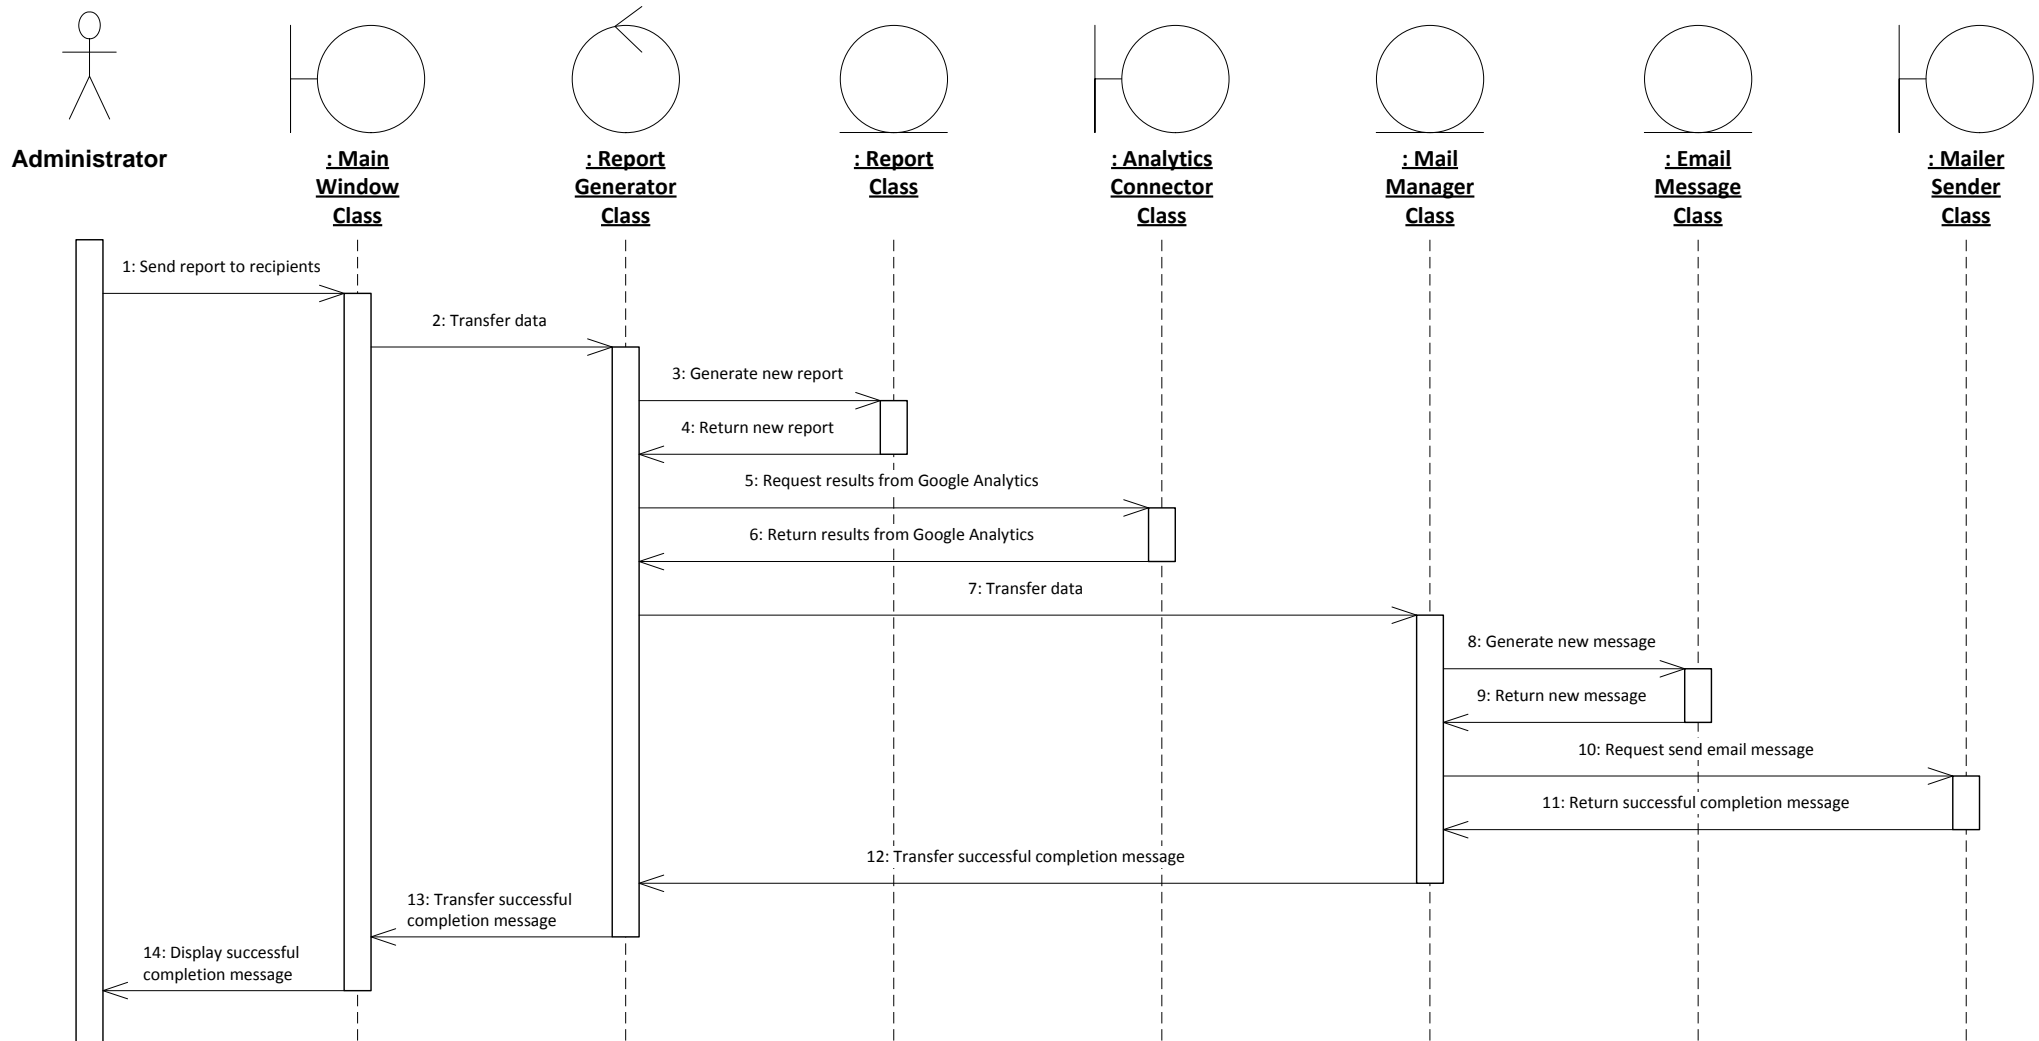 Administrator
: Main
Window
Class
: Report
Generator
Class
: Report
Class
: Analytics
Connector
Class
: Mail
Manager
Class
: Email
Message
Class
: Mailer
Sender
Class
1: Send report to recipients
2: Transfer data
3: Generate new report
4: Return new report
5: Request results from Google Analytics
6: Return results from Google Analytics
7: Transfer data
8: Generate new message
9: Return new message
10: Request send email message
11: Return successful completion message
12: Transfer successful completion message
13: Transfer successful
completion message
14: Display successful
completion message